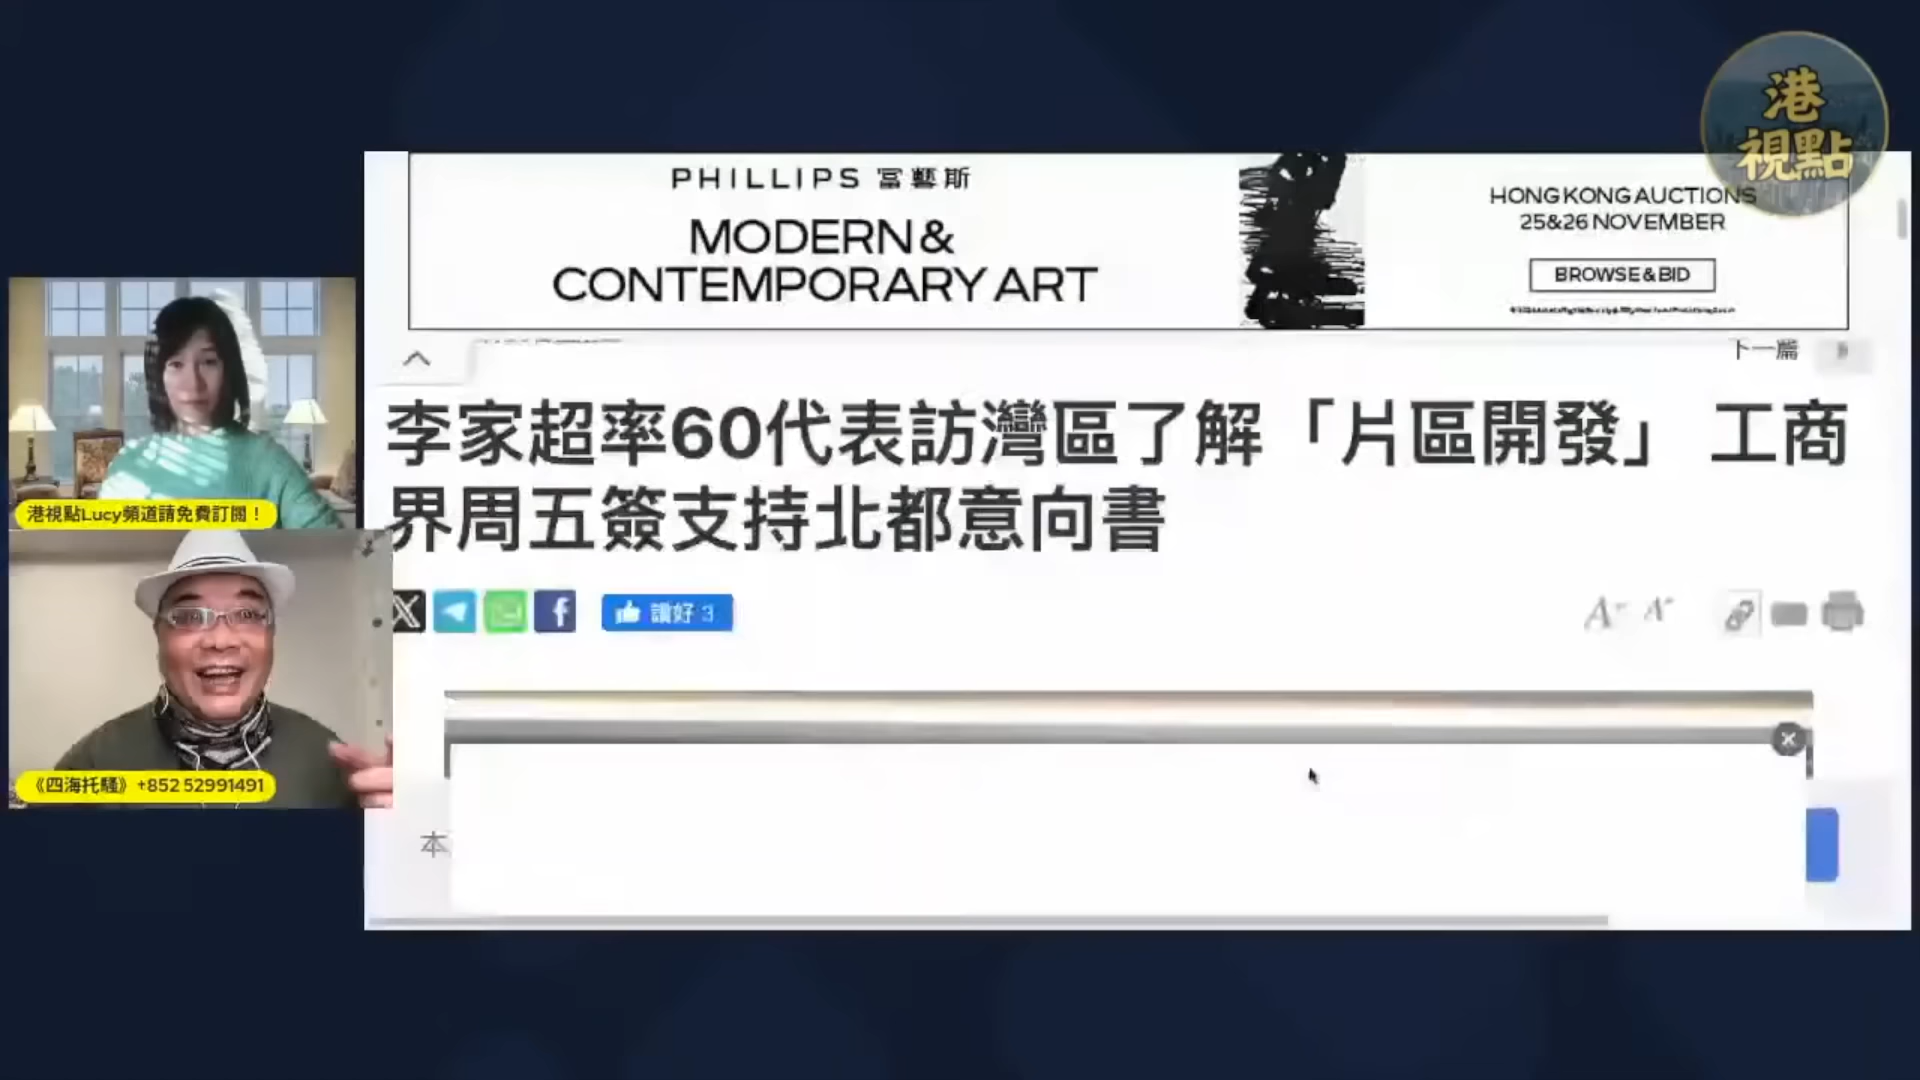 港
視點
PHILLIPS 富藝斯
MODERN &
CONTEMPORARY ART
HONG KONG AUCTIONS
25&26 NOVEMBER
BROWSE & BID
下一篇
李家超率60代表訪灣區了解「片區開發」 工商
界周五簽支持北都意向書
讚好 3
港視點Lucy頻道請免費訂閱！
《四海托騷》 +852 52991491
本